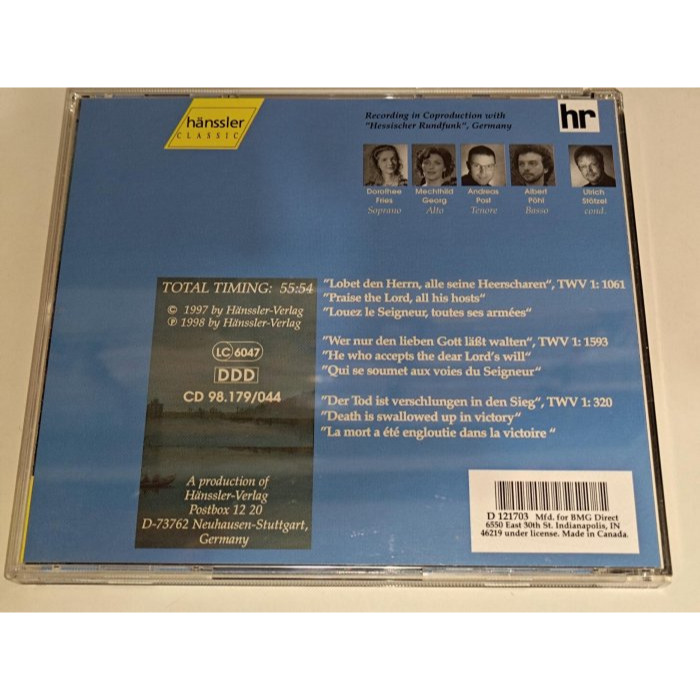 hänssler
CLASSIC
Recording in Coproduction with
"Hessischer Rundfunk", Germany
hr
Dorothee
Fries
Soprano
Mechthild
Georg
Alto
Andreas
Post
Tenore
Albert
Pöhl
Basso
Ulrich
Stötzel
cond.
TOTAL TIMING: 55:54
© 1997 by Hänssler-Verlag
℗ 1998 by Hänssler-Verlag
LC 6047
DDD
CD 98.179/044
A production of
Hänssler-Verlag
Postbox 12 20
D-73762 Neuhausen-Stuttgart,
Germany
"Lobet den Herrn, alle seine Heerscharen", TWV 1: 1061
"Praise the Lord, all his hosts"
"Louez le Seigneur, toutes ses armées"
"Wer nur den lieben Gott läßt walten", TWV 1: 1593
"He who accepts the dear Lord's will"
"Qui se soumet aux voies du Seigneur"
"Der Tod ist verschlungen in den Sieg", TWV 1: 320
"Death is swallowed up in victory"
"La mort a été engloutie dans la victoire "
D 121703 Mfd. for BMG Direct
6550 East 30th St. Indianapolis, IN
46219 under license. Made in Canada.